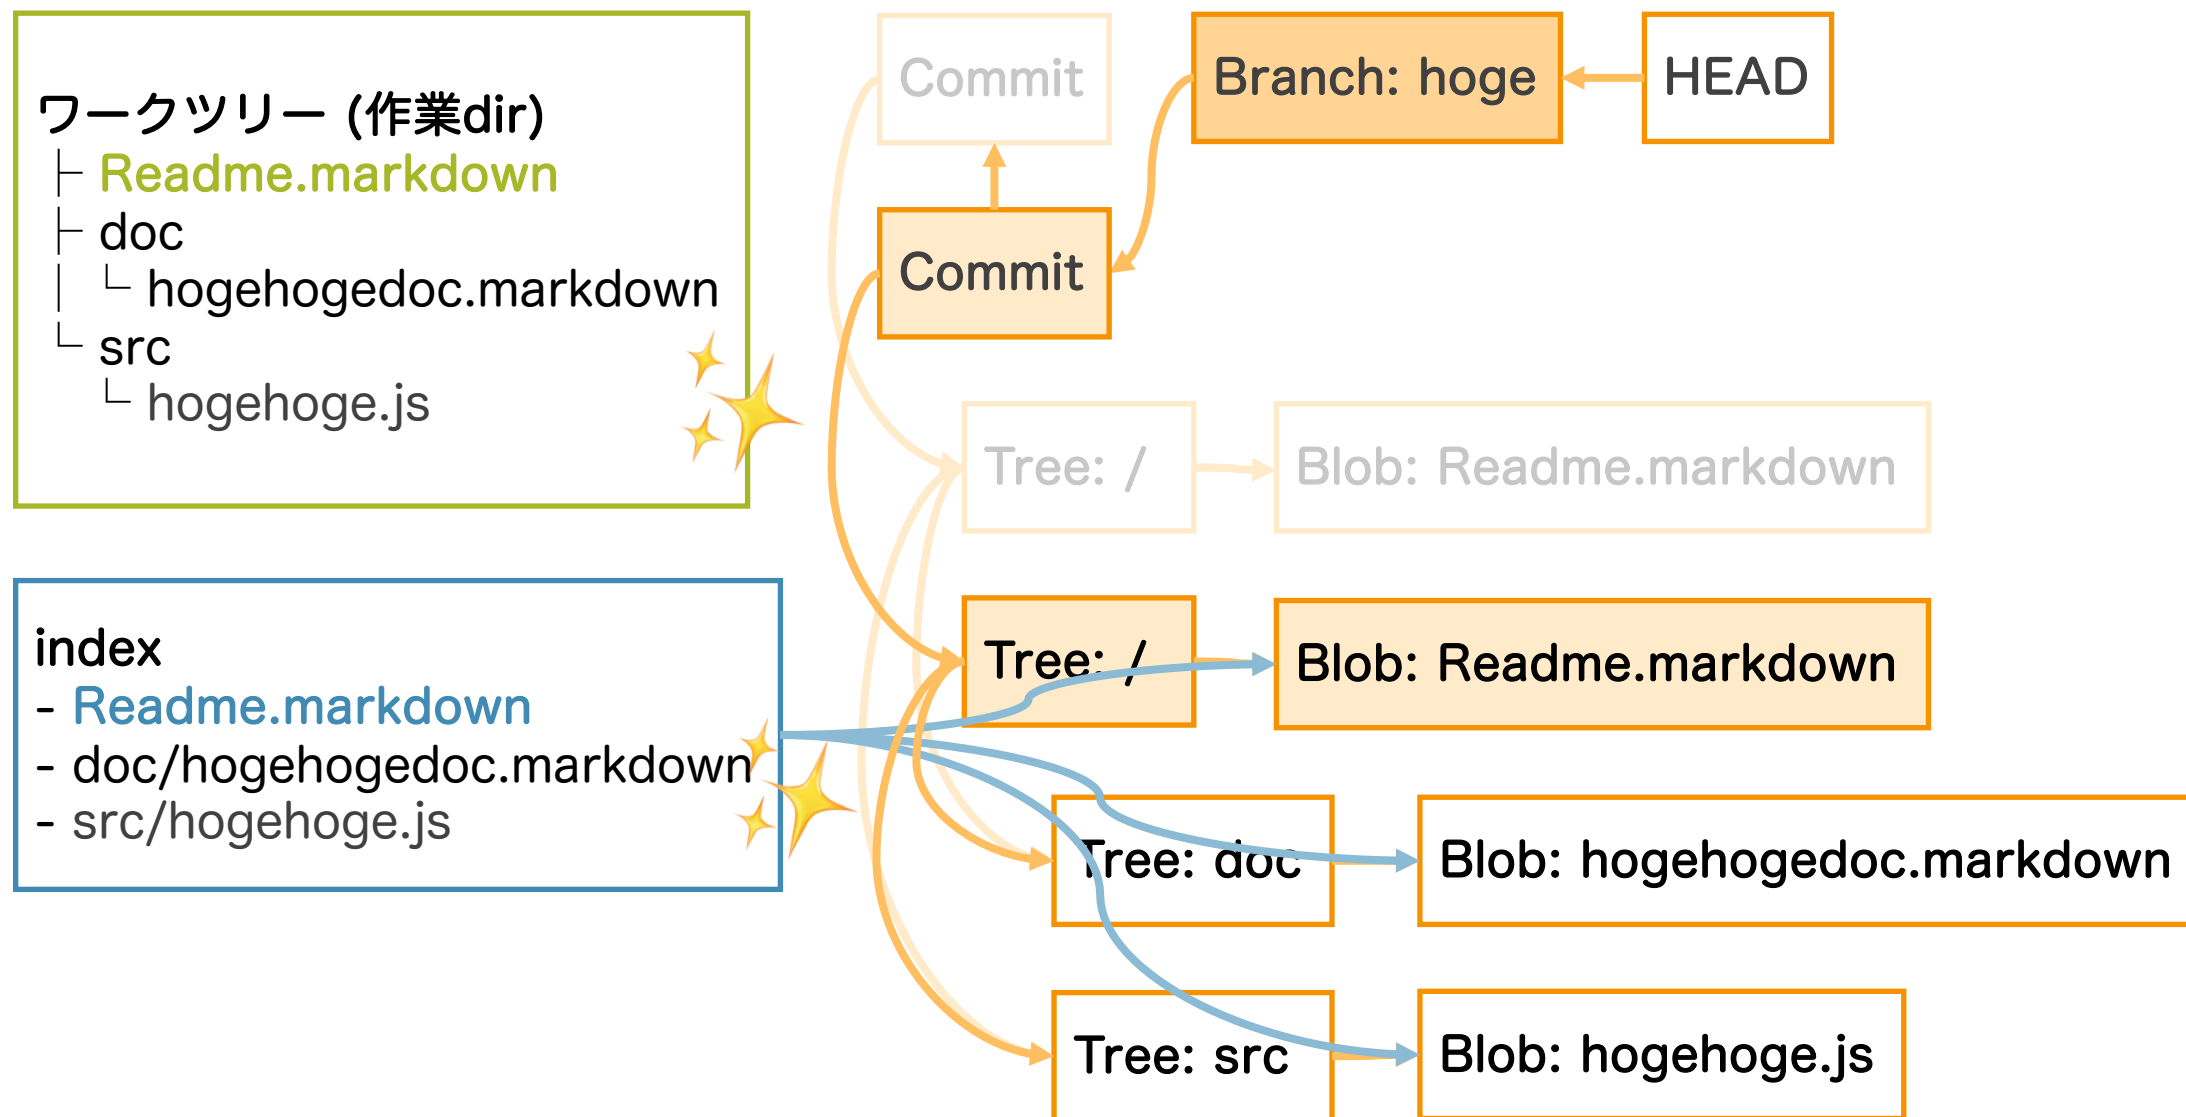 ワークツリー (作業dir)
├ Readme.markdown
├ doc
│ └ hogehogedoc.markdown
└ src
└ hogehoge.js
index
- Readme.markdown
- doc/hogehogedoc.markdown
- src/hogehoge.js
Commit
Branch: hoge
HEAD
Commit
Tree: /
Blob: Readme.markdown
Tree: /
Blob: Readme.markdown
Tree: doc
Blob: hogehogedoc.markdown
Tree: src
Blob: hogehoge.js